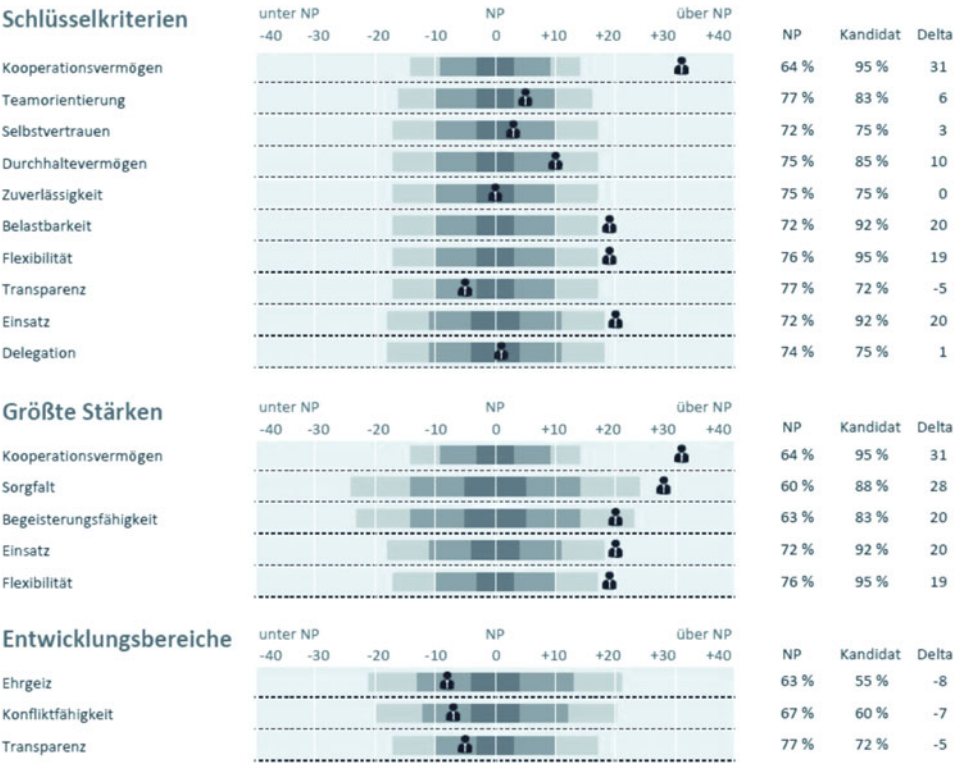 Schlüsselkriterien unter NP NP über NP
-40 -30 -20 -10 0 +10 +20 +30 +40 NP Kandidat Delta
Kooperationsvermögen 64 % 95 % 31
Teamorientierung 77 % 83 % 6
Selbstvertrauen 72 % 75 % 3
Durchhaltevermögen 75 % 85 % 10
Zuverlässigkeit 75 % 75 % 0
Belastbarkeit 72 % 92 % 20
Flexibilität 76 % 95 % 19
Transparenz 77 % 72 % -5
Einsatz 72 % 92 % 20
Delegation 74 % 75 % 1
Größte Stärken unter NP NP über NP
-40 -30 -20 -10 0 +10 +20 +30 +40 NP Kandidat Delta
Kooperationsvermögen 64 % 95 % 31
Sorgfalt 60 % 88 % 28
Begeisterungsfähigkeit 63 % 83 % 20
Einsatz 72 % 92 % 20
Flexibilität 76 % 95 % 19
Entwicklungsbereiche unter NP NP über NP
-40 -30 -20 -10 0 +10 +20 +30 +40 NP Kandidat Delta
Ehrgeiz 63 % 55 % -8
Konfliktfähigkeit 67 % 60 % -7
Transparenz 77 % 72 % -5